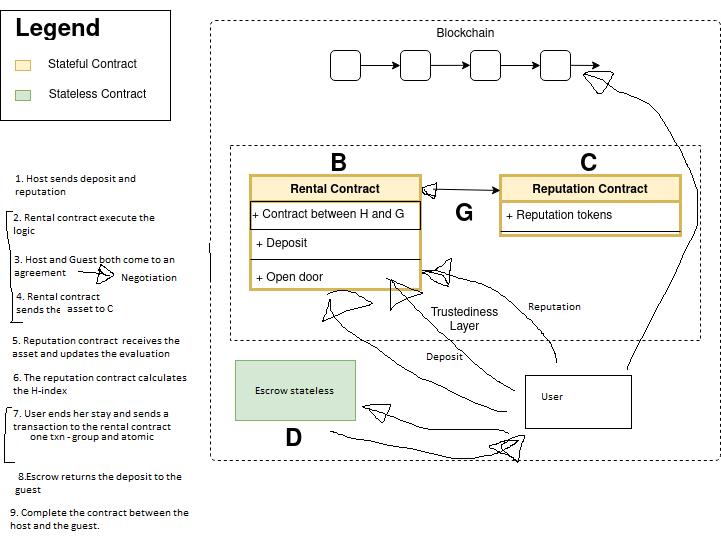 Legend
Stateful Contract
Stateless Contract
1. Host sends deposit and
reputation
2. Rental contract execute the
logic
3. Host and Guest both come to an
agreement
Negotiation
4. Rental contract
sends the asset to C
5. Reputation contract receives the
asset and updates the evaluation
6. The reputation contract calculates
the H-index
7. User ends her stay and sends a
transaction to the rental contract
one txn - group and atomic
8.Escrow returns the deposit to the
guest
9. Complete the contract between the
host and the guest.
Blockchain
B
Rental Contract
+ Contract between H and G
+ Deposit
+ Open door
G
C
Reputation Contract
+ Reputation tokens
Trustediness
Layer
Reputation
Deposit
User
Escrow stateless
D